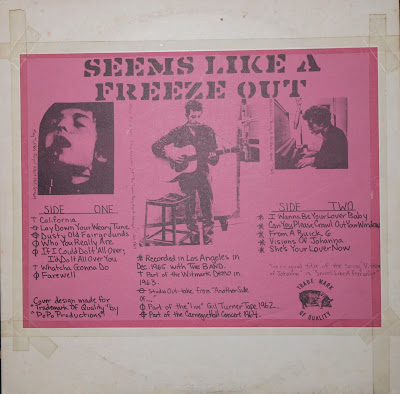 SEEMS LIKE A
FREEZE OUT
SIDE ONE
T California
Φ Lay Down Your Weary Tune
Φ Dusty Old Fairgrounds
Φ Who You Really Are
Φ If I Could Do It All Over,
I'd Do It All Over You
T Whatcha Gonna Do
Φ Farewell
Cover design made for
"Trademark Of Quality" by
"PoPo Productions"
* Recorded in Los Angeles in
Dec. 1965 with THE BAND.
T Part of the Witmark Demo in
1963.
Studio Out-take from "Another Side
Of...."
Φ Part of the "live" Gil Turner Tape 1962.
Φ Part of the Carnegie Hall Concert 1964.
SIDE TWO
* I Wanna Be Your Lover Baby
* Can You Please Crawl Out Your Window
* From A Buick 6
* Visions Of Johanna
* She's Your Lover Now
TRADE MARK
OF QUALITY